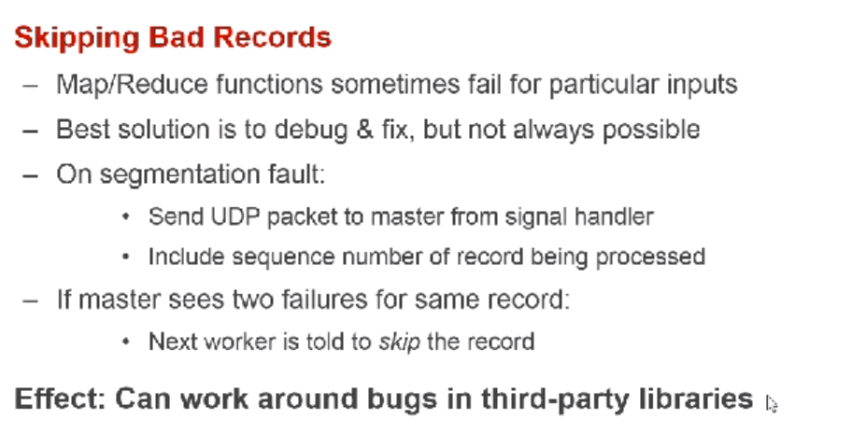 Skipping Bad Records
– Map/Reduce functions sometimes fail for particular inputs
– Best solution is to debug & fix, but not always possible
– On segmentation fault:
• Send UDP packet to master from signal handler
• Include sequence number of record being processed
– If master sees two failures for same record:
• Next worker is told to skip the record
Effect: Can work around bugs in third-party libraries